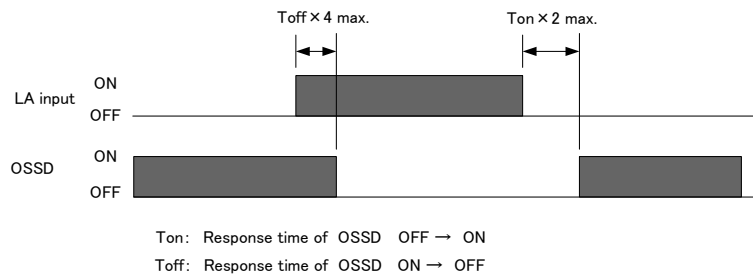 Toff×4 max. Ton×2 max.
LA input ON
OFF
OSSD ON
OFF
Ton: Response time of OSSD OFF → ON
Toff: Response time of OSSD ON → OFF